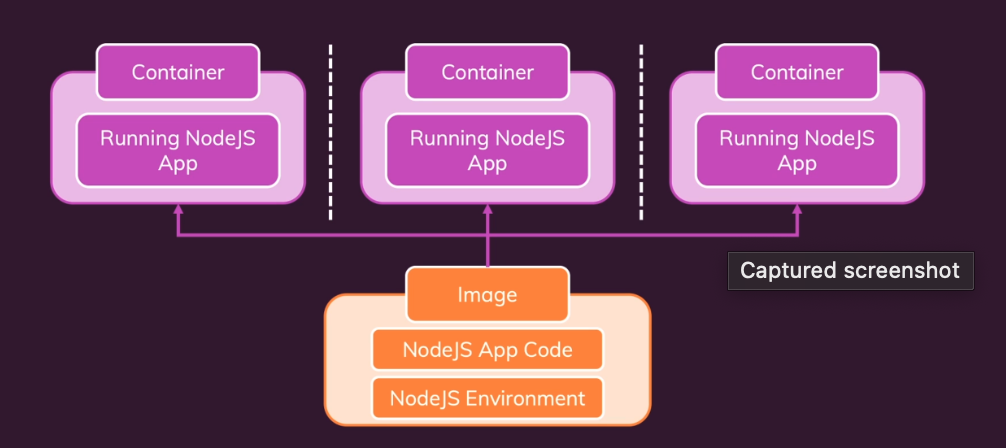 Container
Container
Container
Running NodeJS
App
Running NodeJS
App
Running NodeJS
App
Captured screenshot
Image
NodeJS App Code
NodeJS Environment